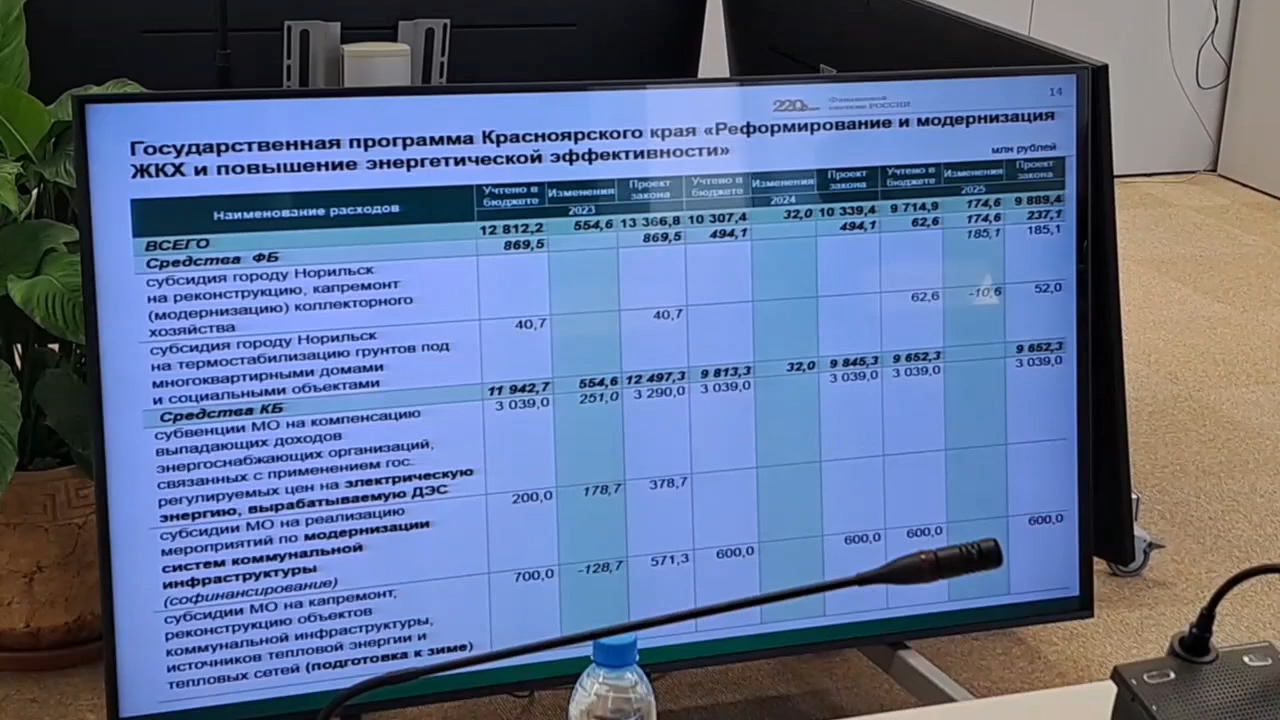 220
Финансовой
системе РОССИИ
14
Государственная программа Красноярского края «Реформирование и модернизация
ЖКХ и повышение энергетической эффективности»
млн рублей
Наименование расходов
Учтено в бюджете Изменения Проект закона Учтено в бюджете Изменения Проект закона Учтено в бюджете Изменения Проект закона
2023 2024 2025
ВСЕГО 12 812,2 554,6 13 366,8 10 307,4 32,0 10 339,4 9 714,9 174,6 9 889,4
Средства ФБ 869,5 869,5 494,1 494,1 62,6 174,6 237,1
субсидия городу Норильск 185,1 185,1
на реконструкцию, капремонт
(модернизацию) коллекторного
хозяйства
субсидия городу Норильск 40,7 40,7 62,6 -10,6 52,0
на термостабилизацию грунтов под
многоквартирными домами
и социальными объектами
Средства КБ 11 942,7 554,6 12 497,3 9 813,3 32,0 9 845,3 9 652,3 9 652,3
субвенции МО на компенсацию 3 039,0 251,0 3 290,0 3 039,0 3 039,0 3 039,0 3 039,0
выпадающих доходов
энергоснабжающих организаций,
связанных с применением гос.
регулируемых цен на электрическую
энергию, вырабатываемую ДЭС
субсидии МО на реализацию 200,0 178,7 378,7
мероприятий по модернизации
систем коммунальной
инфраструктуры
(софинансирование)
субсидии МО на капремонт, 700,0 -128,7 571,3 600,0 600,0 600,0 600,0
реконструкцию объектов
коммунальной инфраструктуры,
источников тепловой энергии и
тепловых сетей (подготовка к зиме)